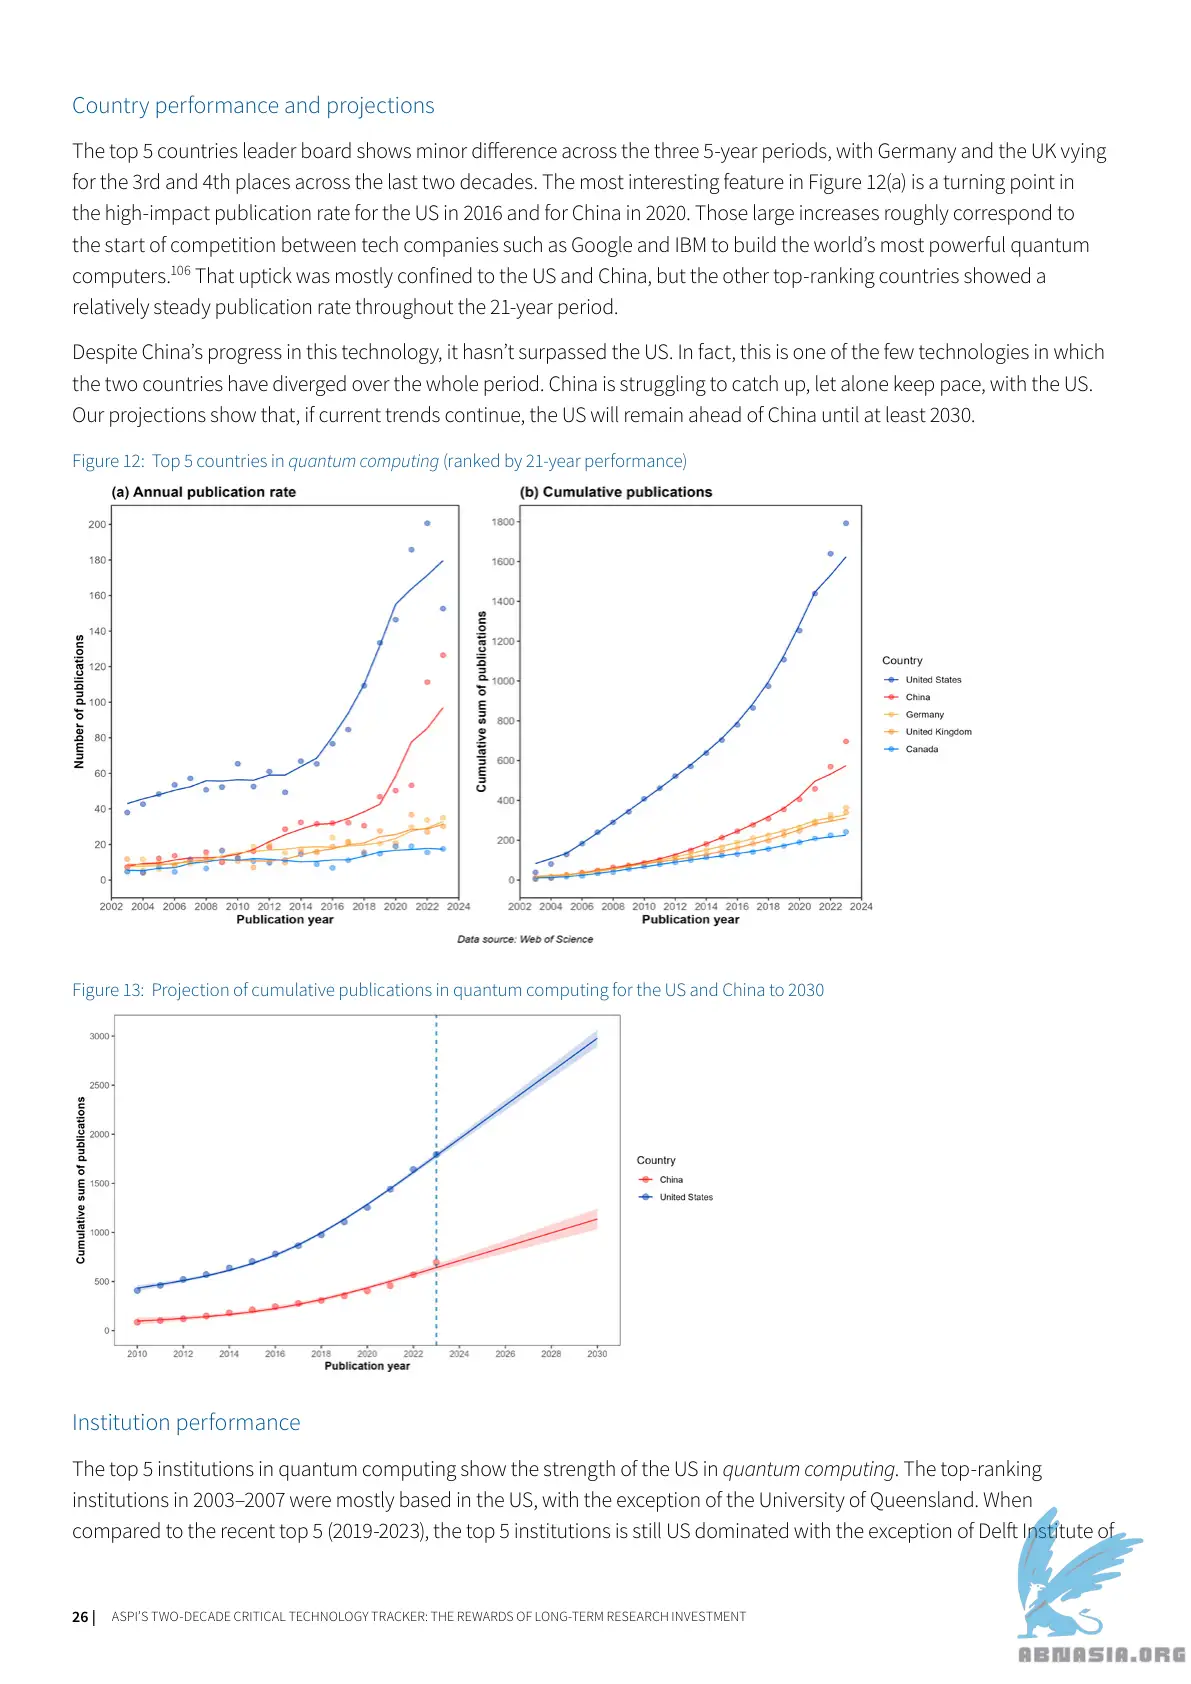 Country performance and projections
The top 5 countries leader board shows minor difference across the three 5-year periods, with Germany and the UK vying
for the 3rd and 4th places across the last two decades. The most interesting feature in Figure 12(a) is a turning point in
the high-impact publication rate for the US in 2016 and for China in 2020. Those large increases roughly correspond to
the start of competition between tech companies such as Google and IBM to build the world's most powerful quantum
computers.106 That uptick was mostly confined to the US and China, but the other top-ranking countries showed a
relatively steady publication rate throughout the 21-year period.
Despite China's progress in this technology, it hasn't surpassed the US. In fact, this is one of the few technologies in which
the two countries have diverged over the whole period. China is struggling to catch up, let alone keep pace, with the US.
Our projections show that, if current trends continue, the US will remain ahead of China until at least 2030.
Figure 12: Top 5 countries in quantum computing (ranked by 21-year performance)
(a) Annual publication rate
Number of publications
200
180
160
140
120
100
80
60
40
20
0
2002 2004 2006 2008 2010 2012 2014 2016 2018 2020 2022 2024
Publication year
(b) Cumulative publications
Cumulative sum of publications
1800
1600
1400
1200
1000
800
600
400
200
0
2002 2004 2006 2008 2010 2012 2014 2016 2018 2020 2022 2024
Publication year
Country
United States
China
Germany
United Kingdom
Canada
Data source: Web of Science
Figure 13: Projection of cumulative publications in quantum computing for the US and China to 2030
Cumulative sum of publications
3000
2500
2000
1500
1000
500
0
2010 2012 2014 2016 2018 2020 2022 2024 2026 2028 2030
Publication year
Country
China
United States
Institution performance
The top 5 institutions in quantum computing show the strength of the US in quantum computing. The top-ranking
institutions in 2003–2007 were mostly based in the US, with the exception of the University of Queensland. When
compared to the recent top 5 (2019-2023), the top 5 institutions is still US dominated with the exception of Delft Institute of
26 | ASPI'S TWO-DECADE CRITICAL TECHNOLOGY TRACKER: THE REWARDS OF LONG-TERM RESEARCH INVESTMENT
ABNASIA.ORG